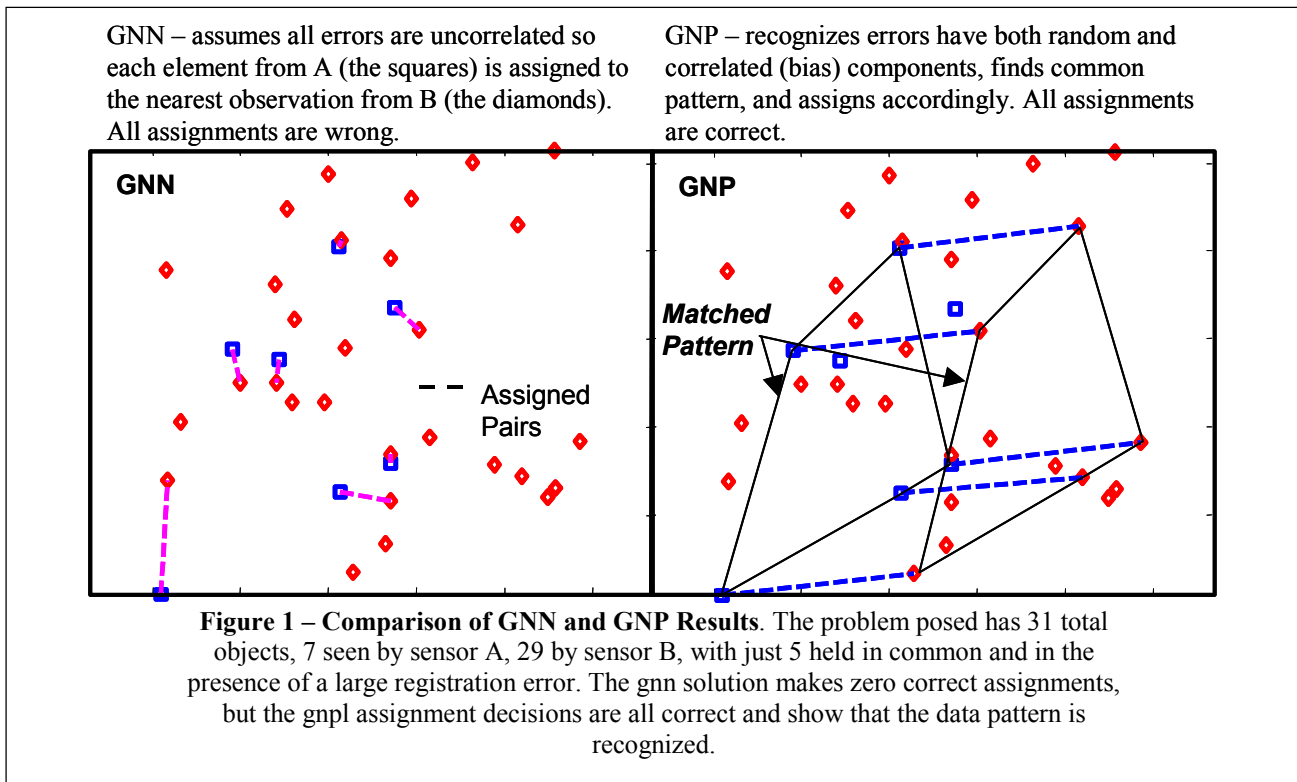 GNN – assumes all errors are uncorrelated so
each element from A (the squares) is assigned to
the nearest observation from B (the diamonds).
All assignments are wrong.
GNP – recognizes errors have both random and
correlated (bias) components, finds common
pattern, and assigns accordingly. All assignments
are correct.
GNN
Assigned
Pairs
GNP
Matched
Pattern
Figure 1 – Comparison of GNN and GNP Results. The problem posed has 31 total
objects, 7 seen by sensor A, 29 by sensor B, with just 5 held in common and in the
presence of a large registration error. The gnn solution makes zero correct assignments,
but the gnpl assignment decisions are all correct and show that the data pattern is
recognized.